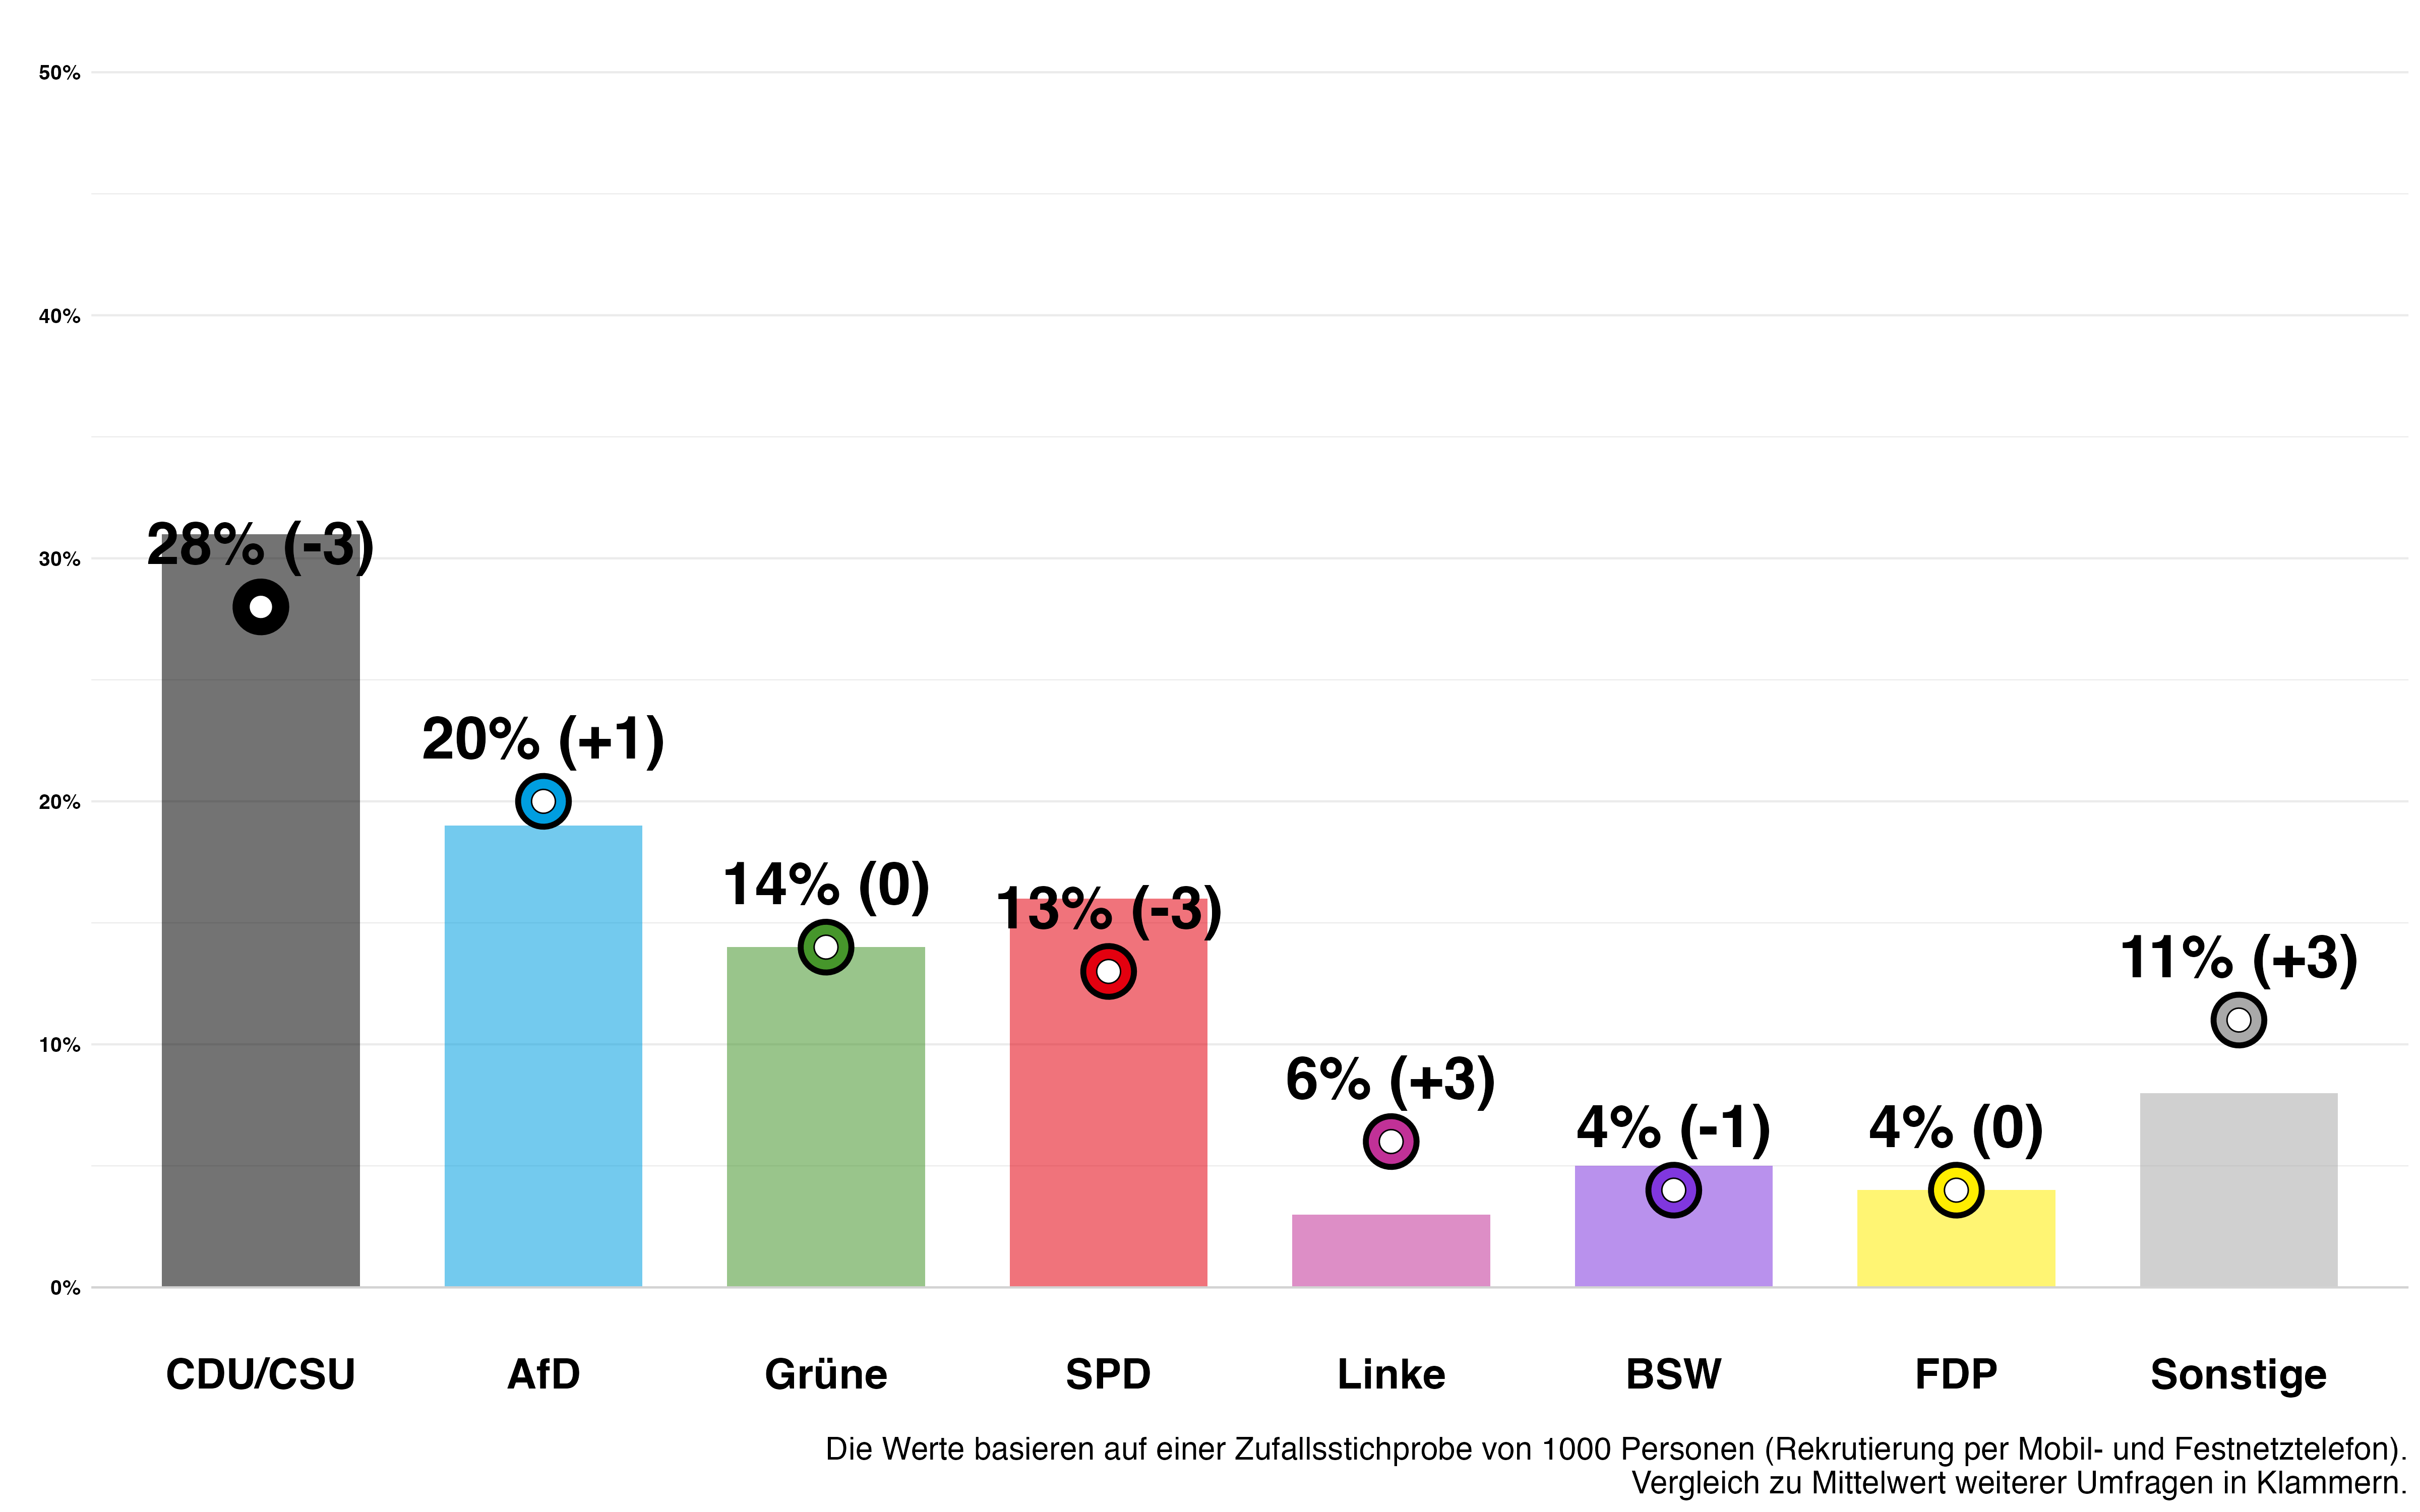 50%
40%
30%
20%
10%
0%
28% (-3)
20% (+1)
14% (0)
13% (-3)
6% (+3)
4% (-1)
4% (0)
11% (+3)
CDU/CSU
AfD
Grüne
SPD
Linke
BSW
FDP
Sonstige
Die Werte basieren auf einer Zufallsstichprobe von 1000 Personen (Rekrutierung per Mobil- und Festnetztelefon).
Vergleich zu Mittelwert weiterer Umfragen in Klammern.